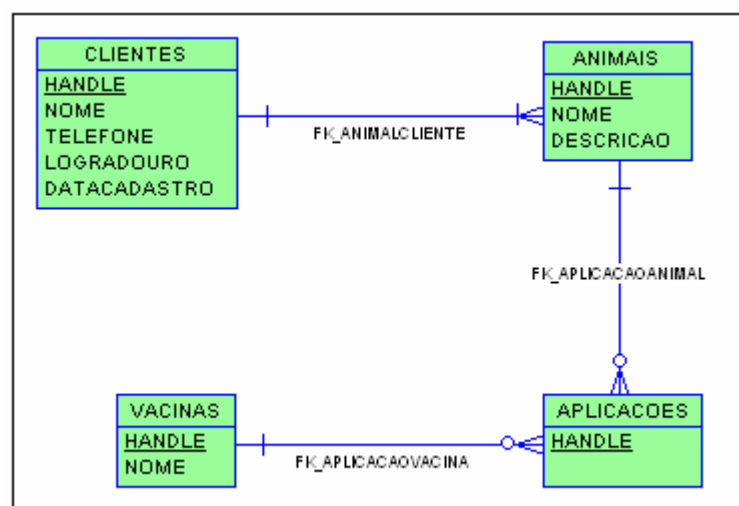 CLIENTES
HANDLE
NOME
TELEFONE
LOGRADOURO
DATACADASTRO
FK_ANIMALCLIENTE
ANIMAIS
HANDLE
NOME
DESCRICAO
FK_APLICACAOANIMAL
VACINAS
HANDLE
NOME
FK_APLICACAOVACINA
APLICACOES
HANDLE